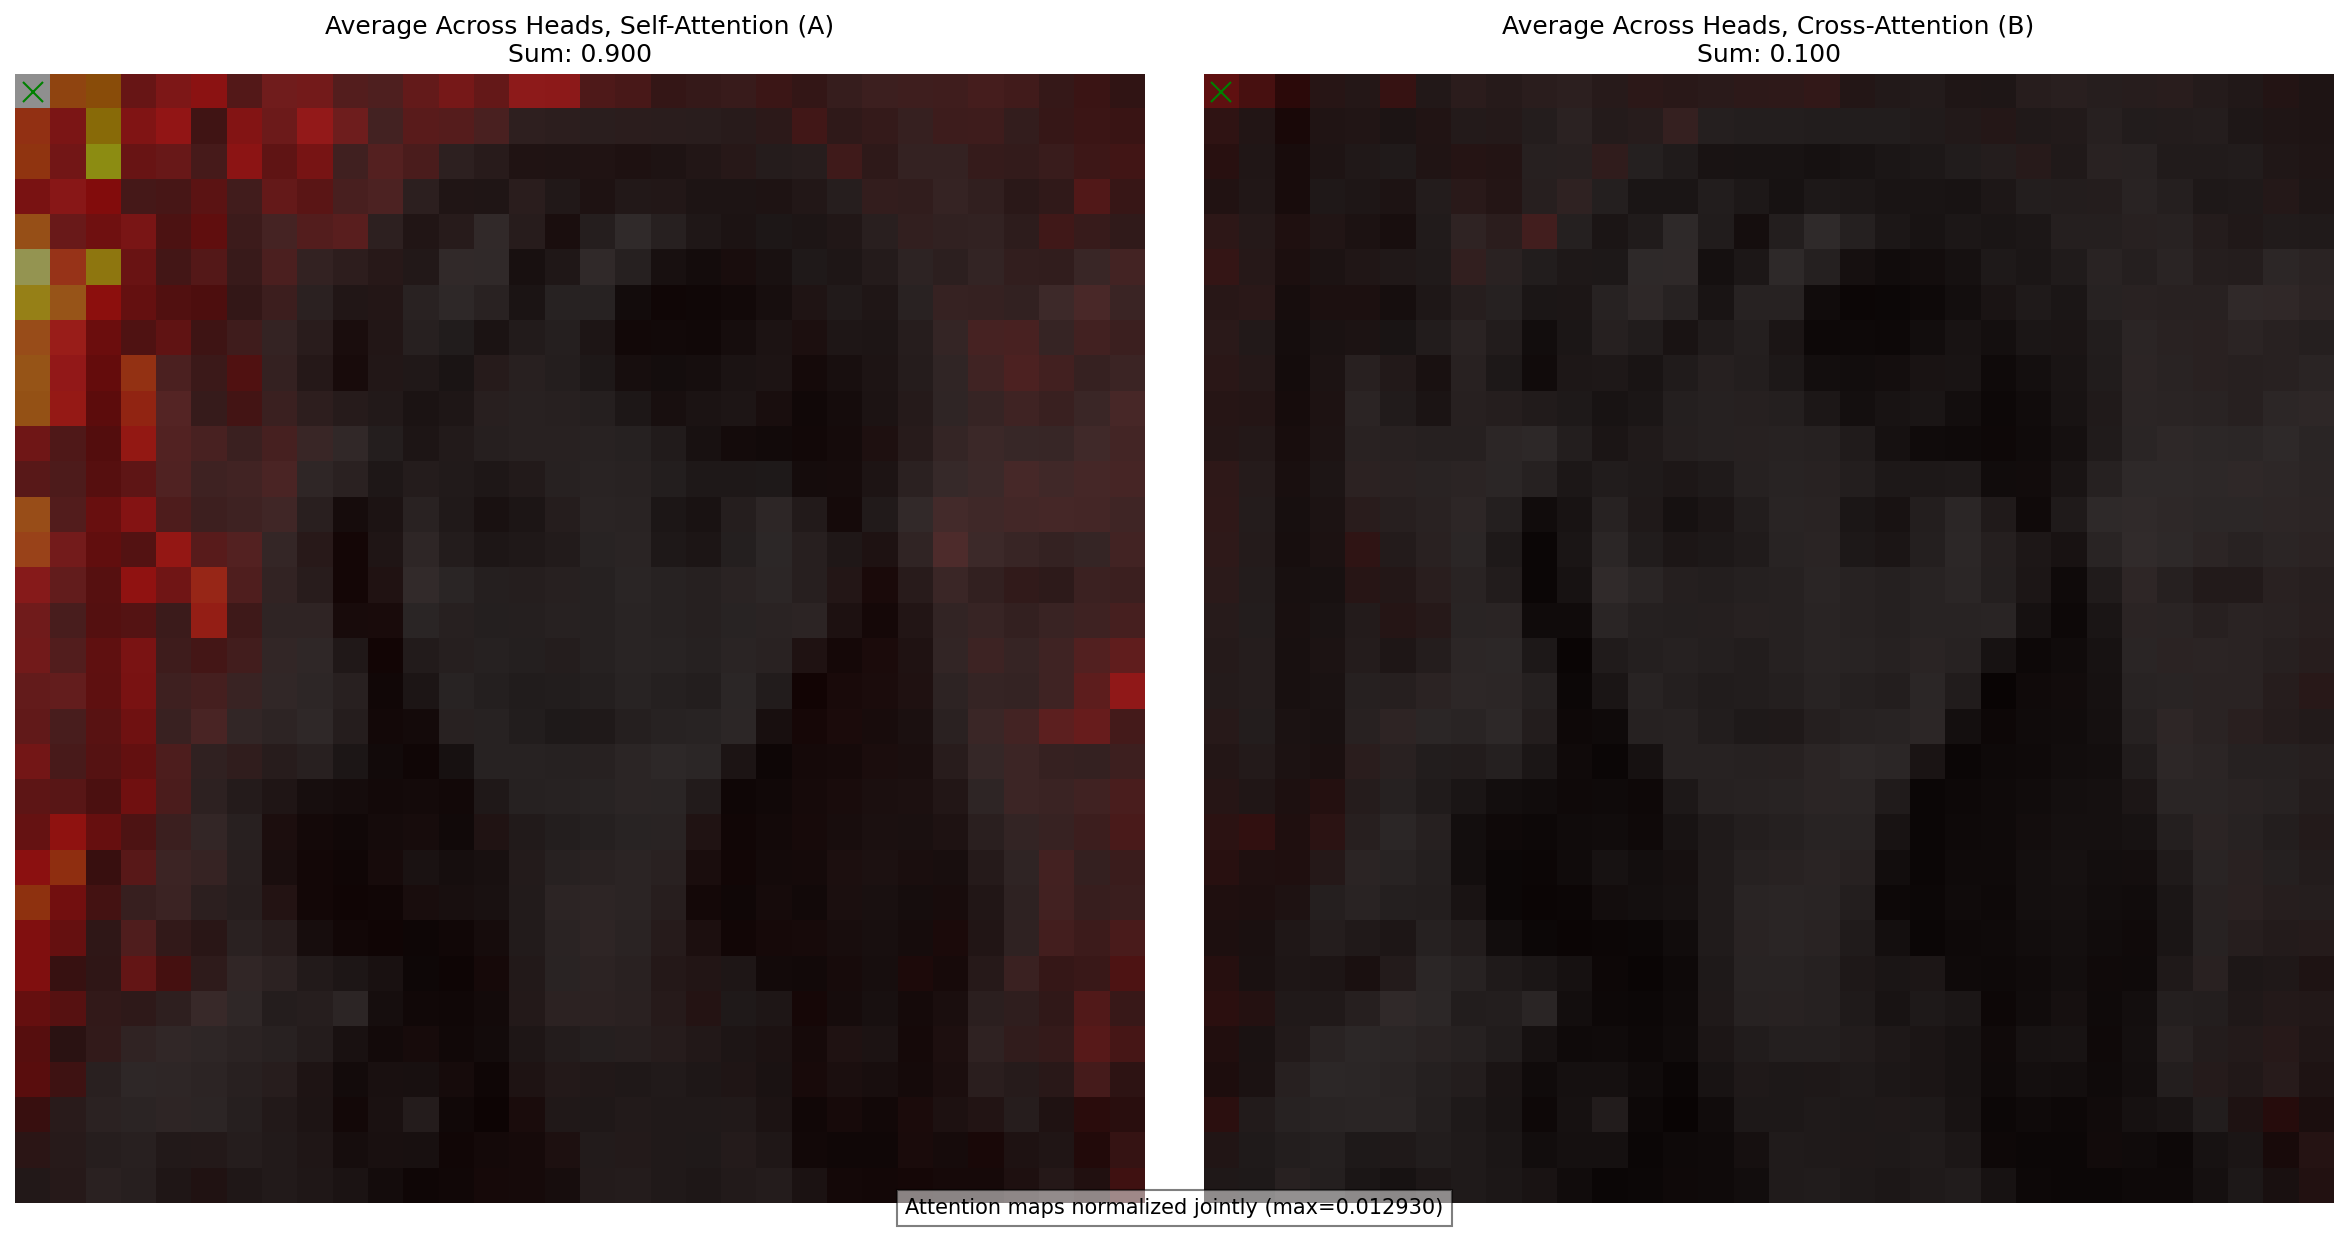 Average Across Heads, Self-Attention (A)
Sum: 0.900
Average Across Heads, Cross-Attention (B)
Sum: 0.100
Attention maps normalized jointly (max=0.012930)